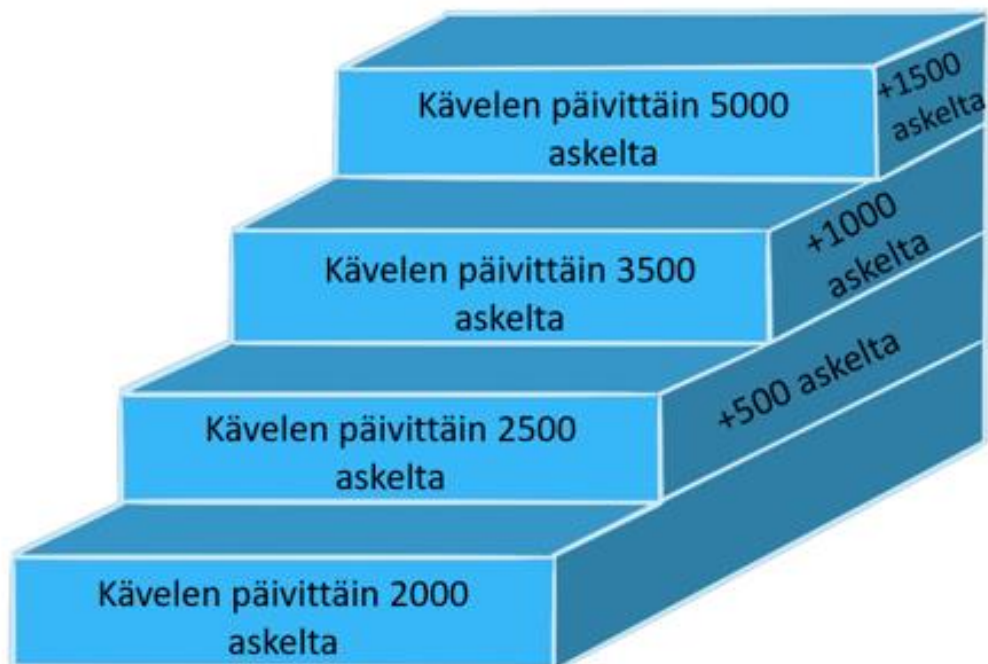 Kävelen päivittäin 5000
askelta
+1500
askelta
Kävelen päivittäin 3500
askelta
+1000
askelta
Kävelen päivittäin 2500
askelta
+500 askelta
Kävelen päivittäin 2000
askelta